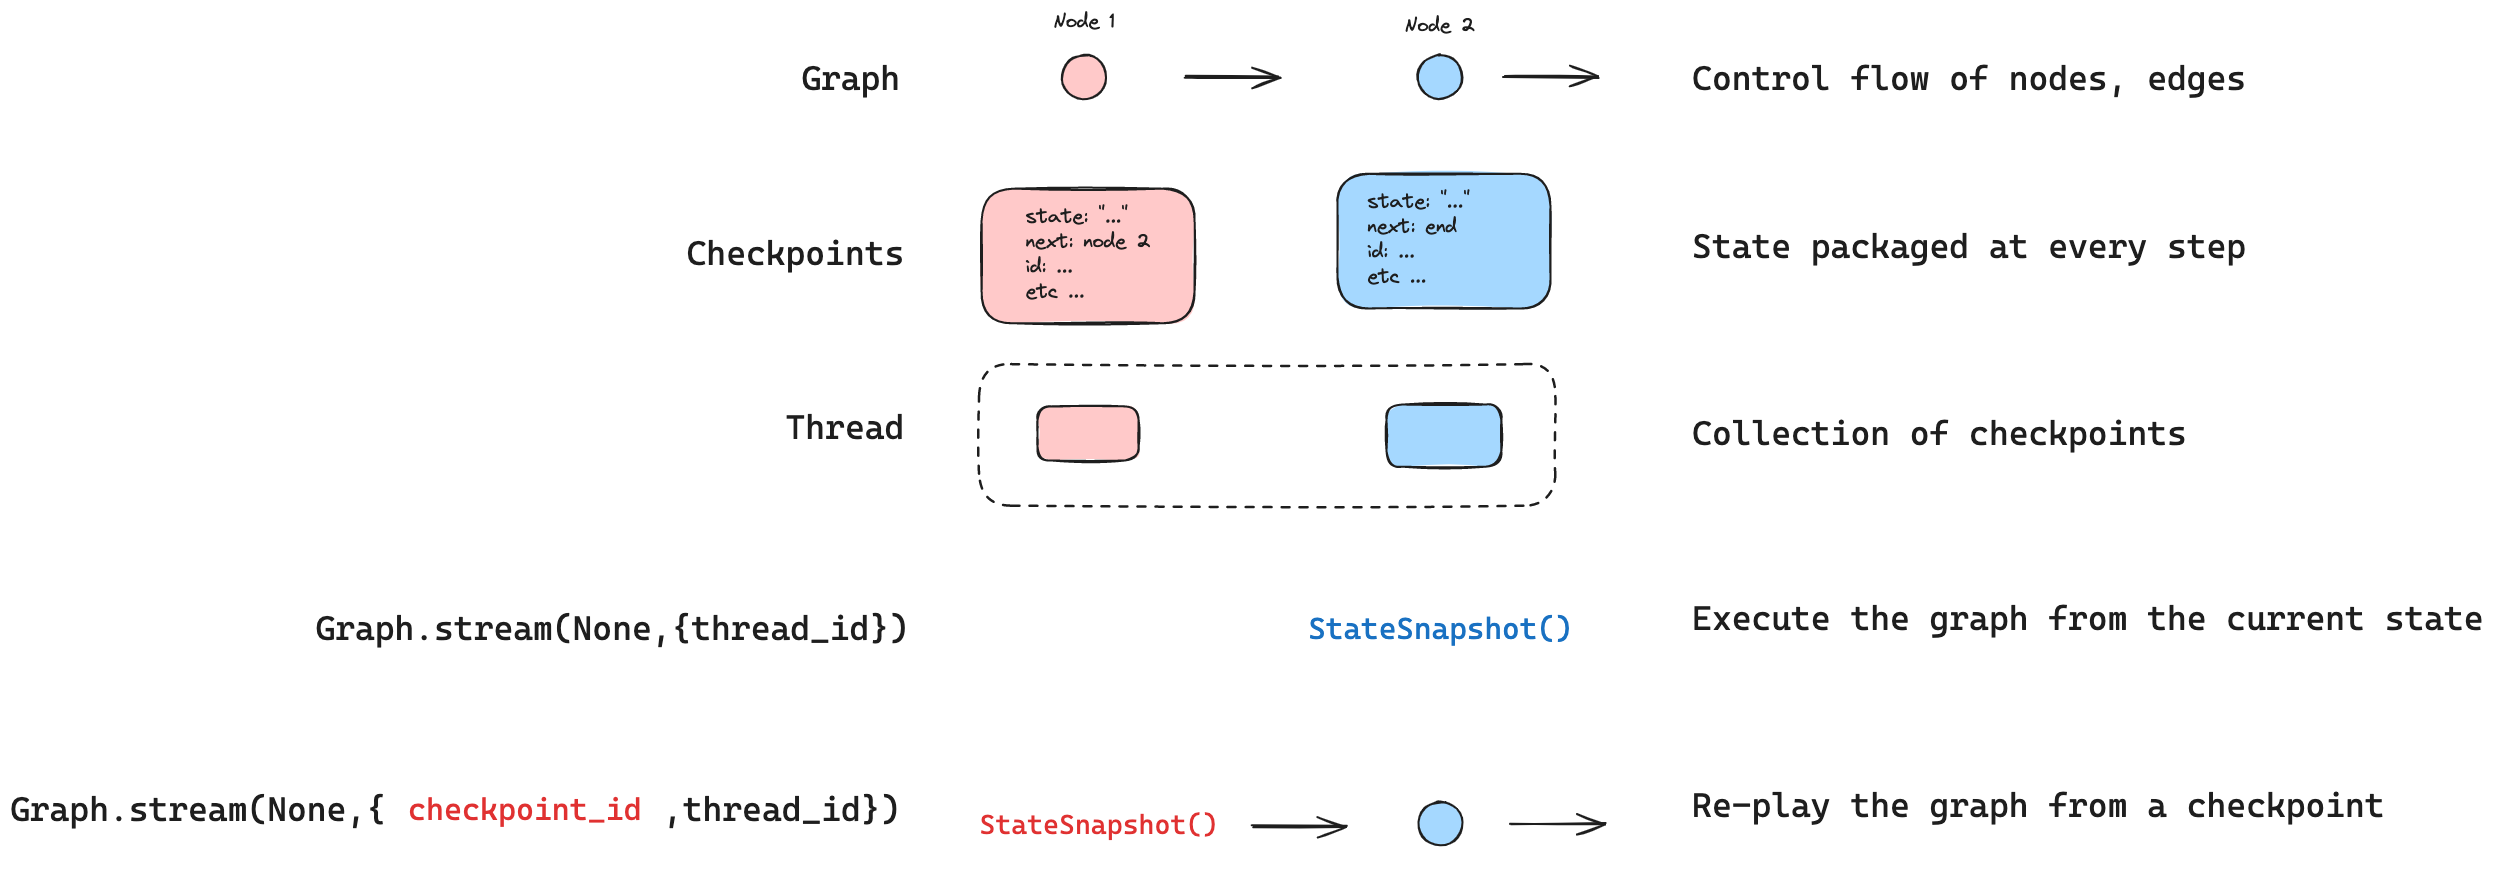 Node 1
Node 2
Graph
Control flow of nodes, edges
Checkpoints
state: "..."
next: node 2
id: ...
etc ...
state: "..."
next: end
id: ...
etc ...
State packaged at every step
Thread
Collection of checkpoints
Graph.stream(None,{thread_id})
StateSnapshot()
Execute the graph from the current state
Graph.stream(None,{ checkpoint_id ,thread_id})
StateSnapshot()
Re-play the graph from a checkpoint